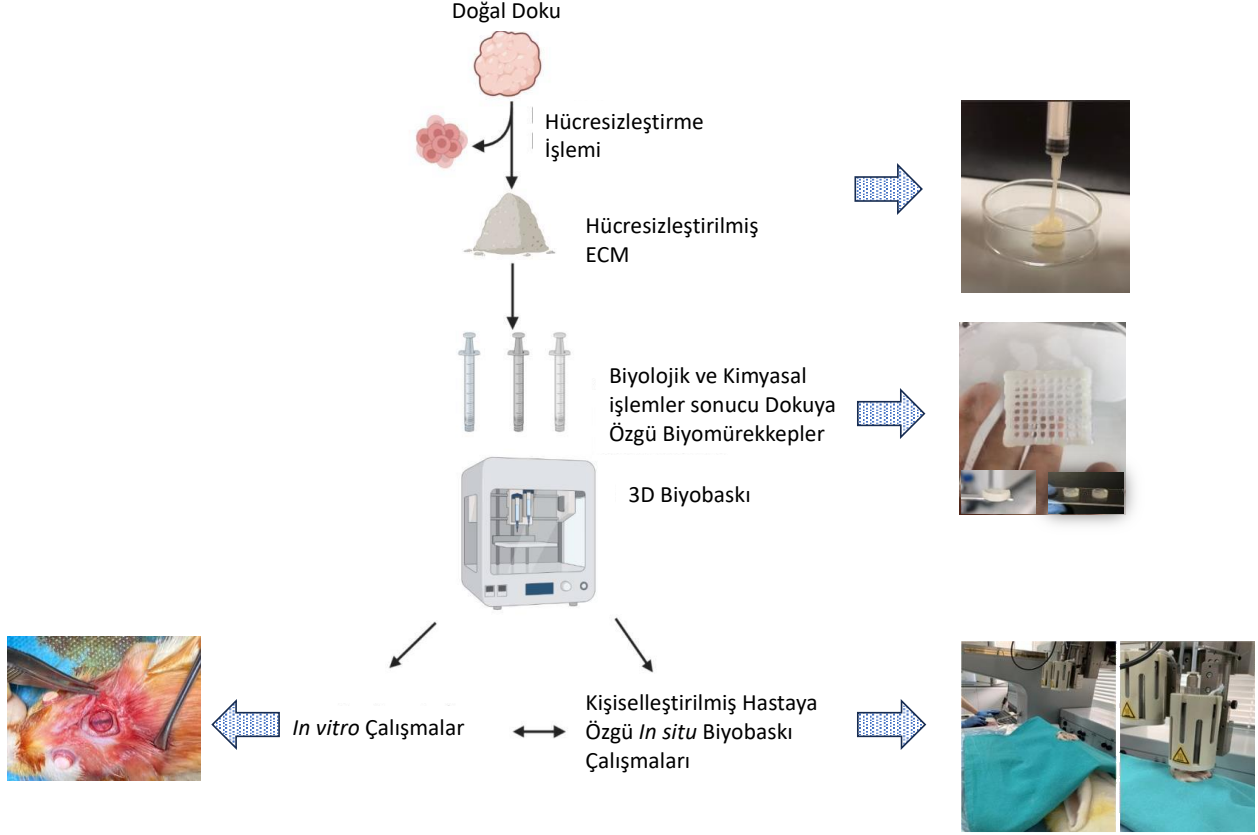 Doğal Doku
Hücresizleştirme
İşlemi
Hücresizleştirilmiş
ECM
Biyolojik ve Kimyasal
işlemler sonucu Dokuya
Özgü Biyomürekkepler
3D Biyobaskı
In vitro Çalışmalar
Kişiselleştirilmiş Hastaya
Özgü In situ Biyobaskı
Çalışmaları